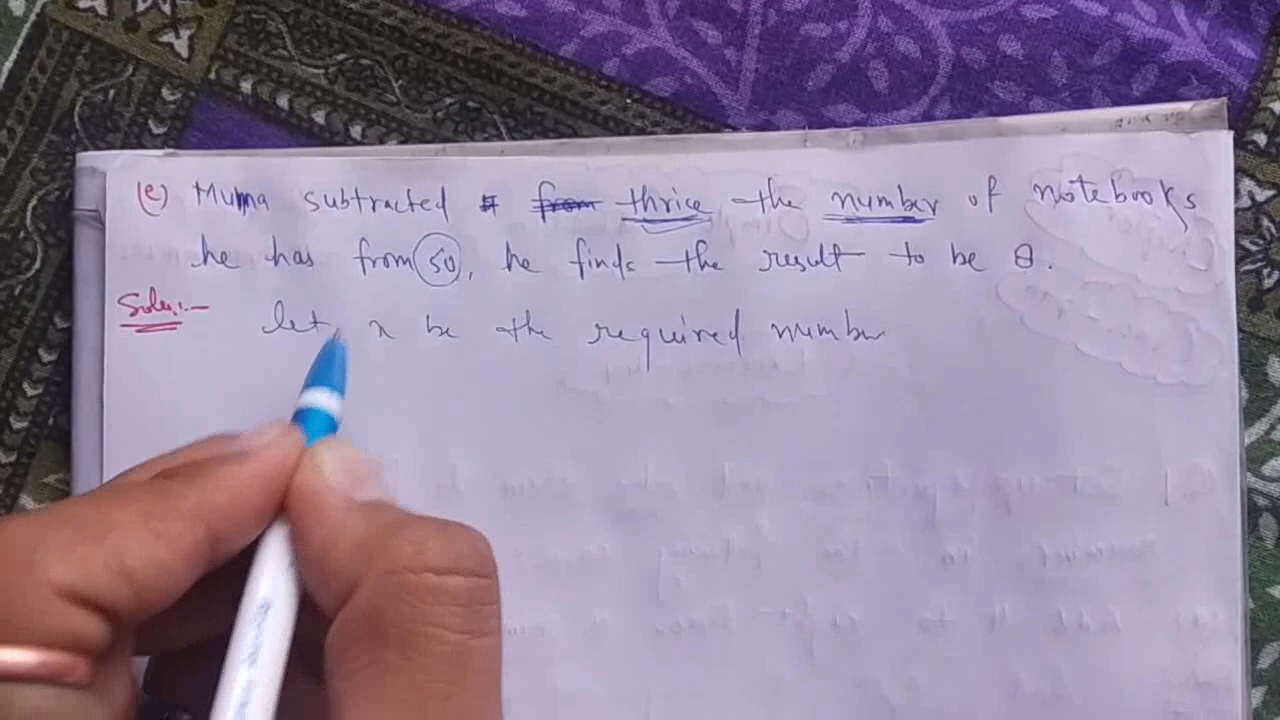 (e) Muna subtracted from thrice the number of notebooks
he has from 50, he finds the result to be 8.
Soln:-
let x be the required number